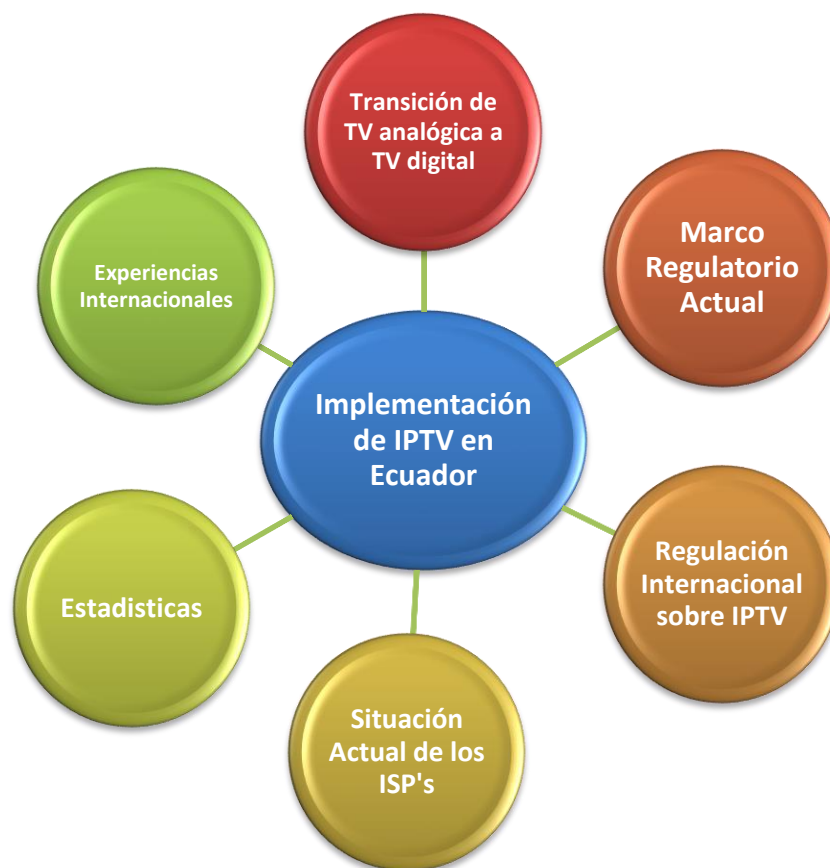 Transición de
TV analógica a
TV digital
Marco
Regulatorio
Actual
Experiencias
Internacionales
Implementación
de IPTV en
Ecuador
Regulación
Internacional
sobre IPTV
Estadisticas
Situación
Actual de los
ISP's